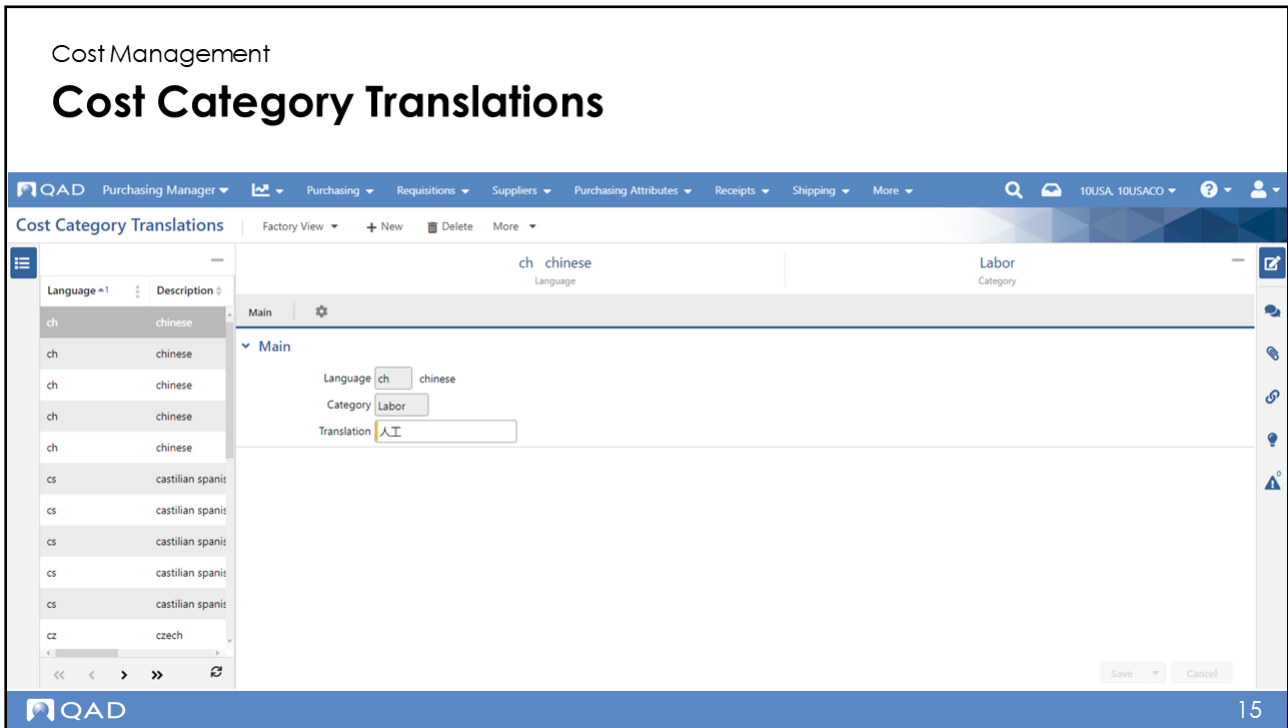 Cost Management
Cost Category Translations
QAD Purchasing Manager Purchasing Requisitions Suppliers Purchasing Attributes Receipts Shipping More 10USA, 10USACO ?
Cost Category Translations Factory View + New Delete More
ch chinese Labor
Language Category
Language 1 Description
Main
ch chinese
ch chinese
ch chinese
ch chinese
ch chinese
cs castilian spanis
cs castilian spanis
cs castilian spanis
cs castilian spanis
cs castilian spanis
cz czech
Main
Language ch chinese
Category Labor
Translation 人工
0
Save Cancel
QAD 15